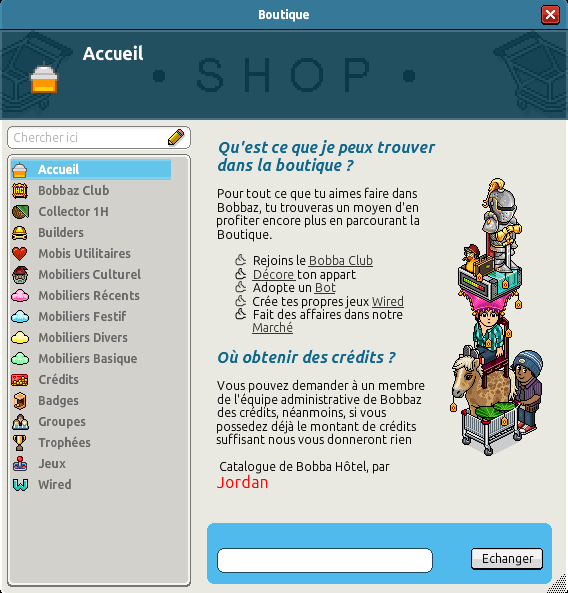 Boutique
Accueil
• SHOP •
Chercher ici
Accueil
Bobbaz Club
Collector 1H
Builders
Mobis Utilitaires
Mobiliers Culturel
Mobiliers Récents
Mobiliers Festif
Mobiliers Divers
Mobiliers Basique
Crédits
Badges
Groupes
Trophées
Jeux
Wired
Qu'est ce que je peux trouver
dans la boutique ?
Pour tout ce que tu aimes faire dans
Bobbaz, tu trouveras un moyen d'en
profiter encore plus en parcourant la
Boutique.
Rejoins le Bobba Club
Décore ton appart
Adopte un Bot
Crée tes propres jeux Wired
Fait des affaires dans notre
Marché
Où obtenir des crédits ?
Vous pouvez demander à un membre
de l'équipe administrative de Bobbaz
des crédits, néanmoins, si vous
possedez déjà le montant de crédits
suffisant nous vous donneront rien
Catalogue de Bobba Hôtel, par
Jordan
Echanger